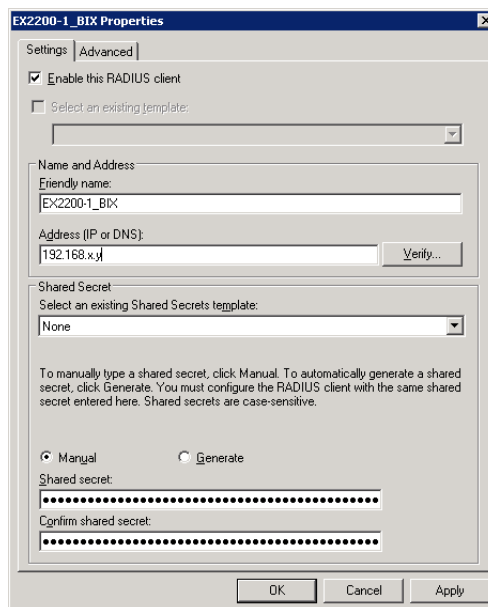 EX2200-1_BIX Properties
Settings Advanced
Enable this RADIUS client
Select an existing template:
Name and Address
Friendly name:
EX2200-1_BIX
Address (IP or DNS):
192.168.x.y
Verify...
Shared Secret
Select an existing Shared Secrets template:
None
To manually type a shared secret, click Manual. To automatically generate a shared
secret, click Generate. You must configure the RADIUS client with the same shared
secret entered here. Shared secrets are case-sensitive.
Manual Generate
Shared secret:
Confirm shared secret:
OK Cancel Apply